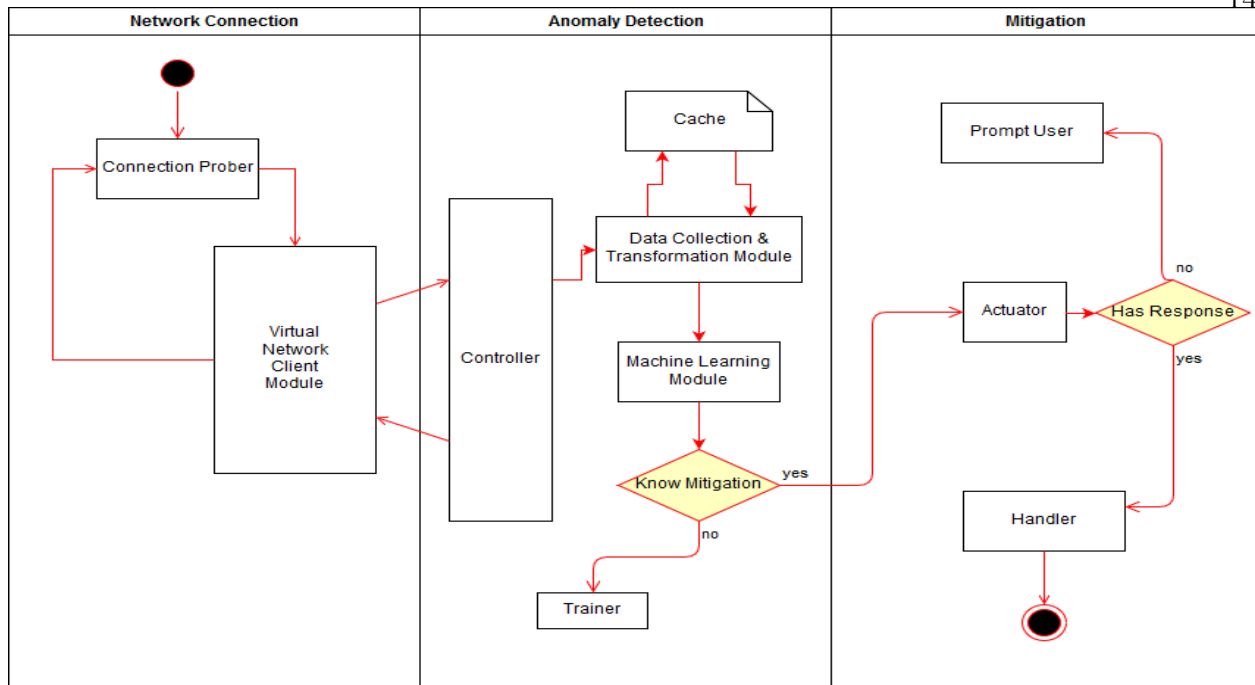 Network Connection
Anomaly Detection
Mitigation
Connection Prober
Virtual
Network
Client
Module
Controller
Cache
Data Collection &
Transformation Module
Machine Learning
Module
Know Mitigation
yes
no
Trainer
Prompt User
no
Actuator
Has Response
yes
Handler